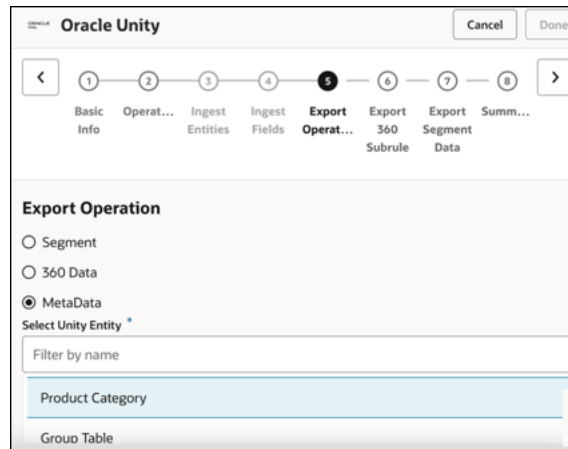 Oracle Unity
Cancel
Done
1
2
3
4
5
6
7
8
Basic Info
Operat...
Ingest Entities
Ingest Fields
Export Operat...
Export 360 Subrule
Export Segment Data
Summ...
Export Operation
Segment
360 Data
MetaData
Select Unity Entity *
Filter by name
Product Category
Group Table